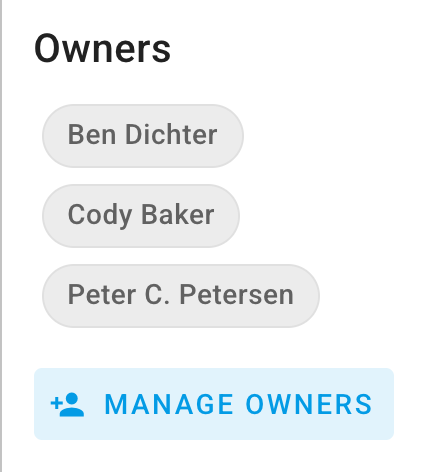 Owners
Ben Dichter
Cody Baker
Peter C. Petersen
MANAGE OWNERS